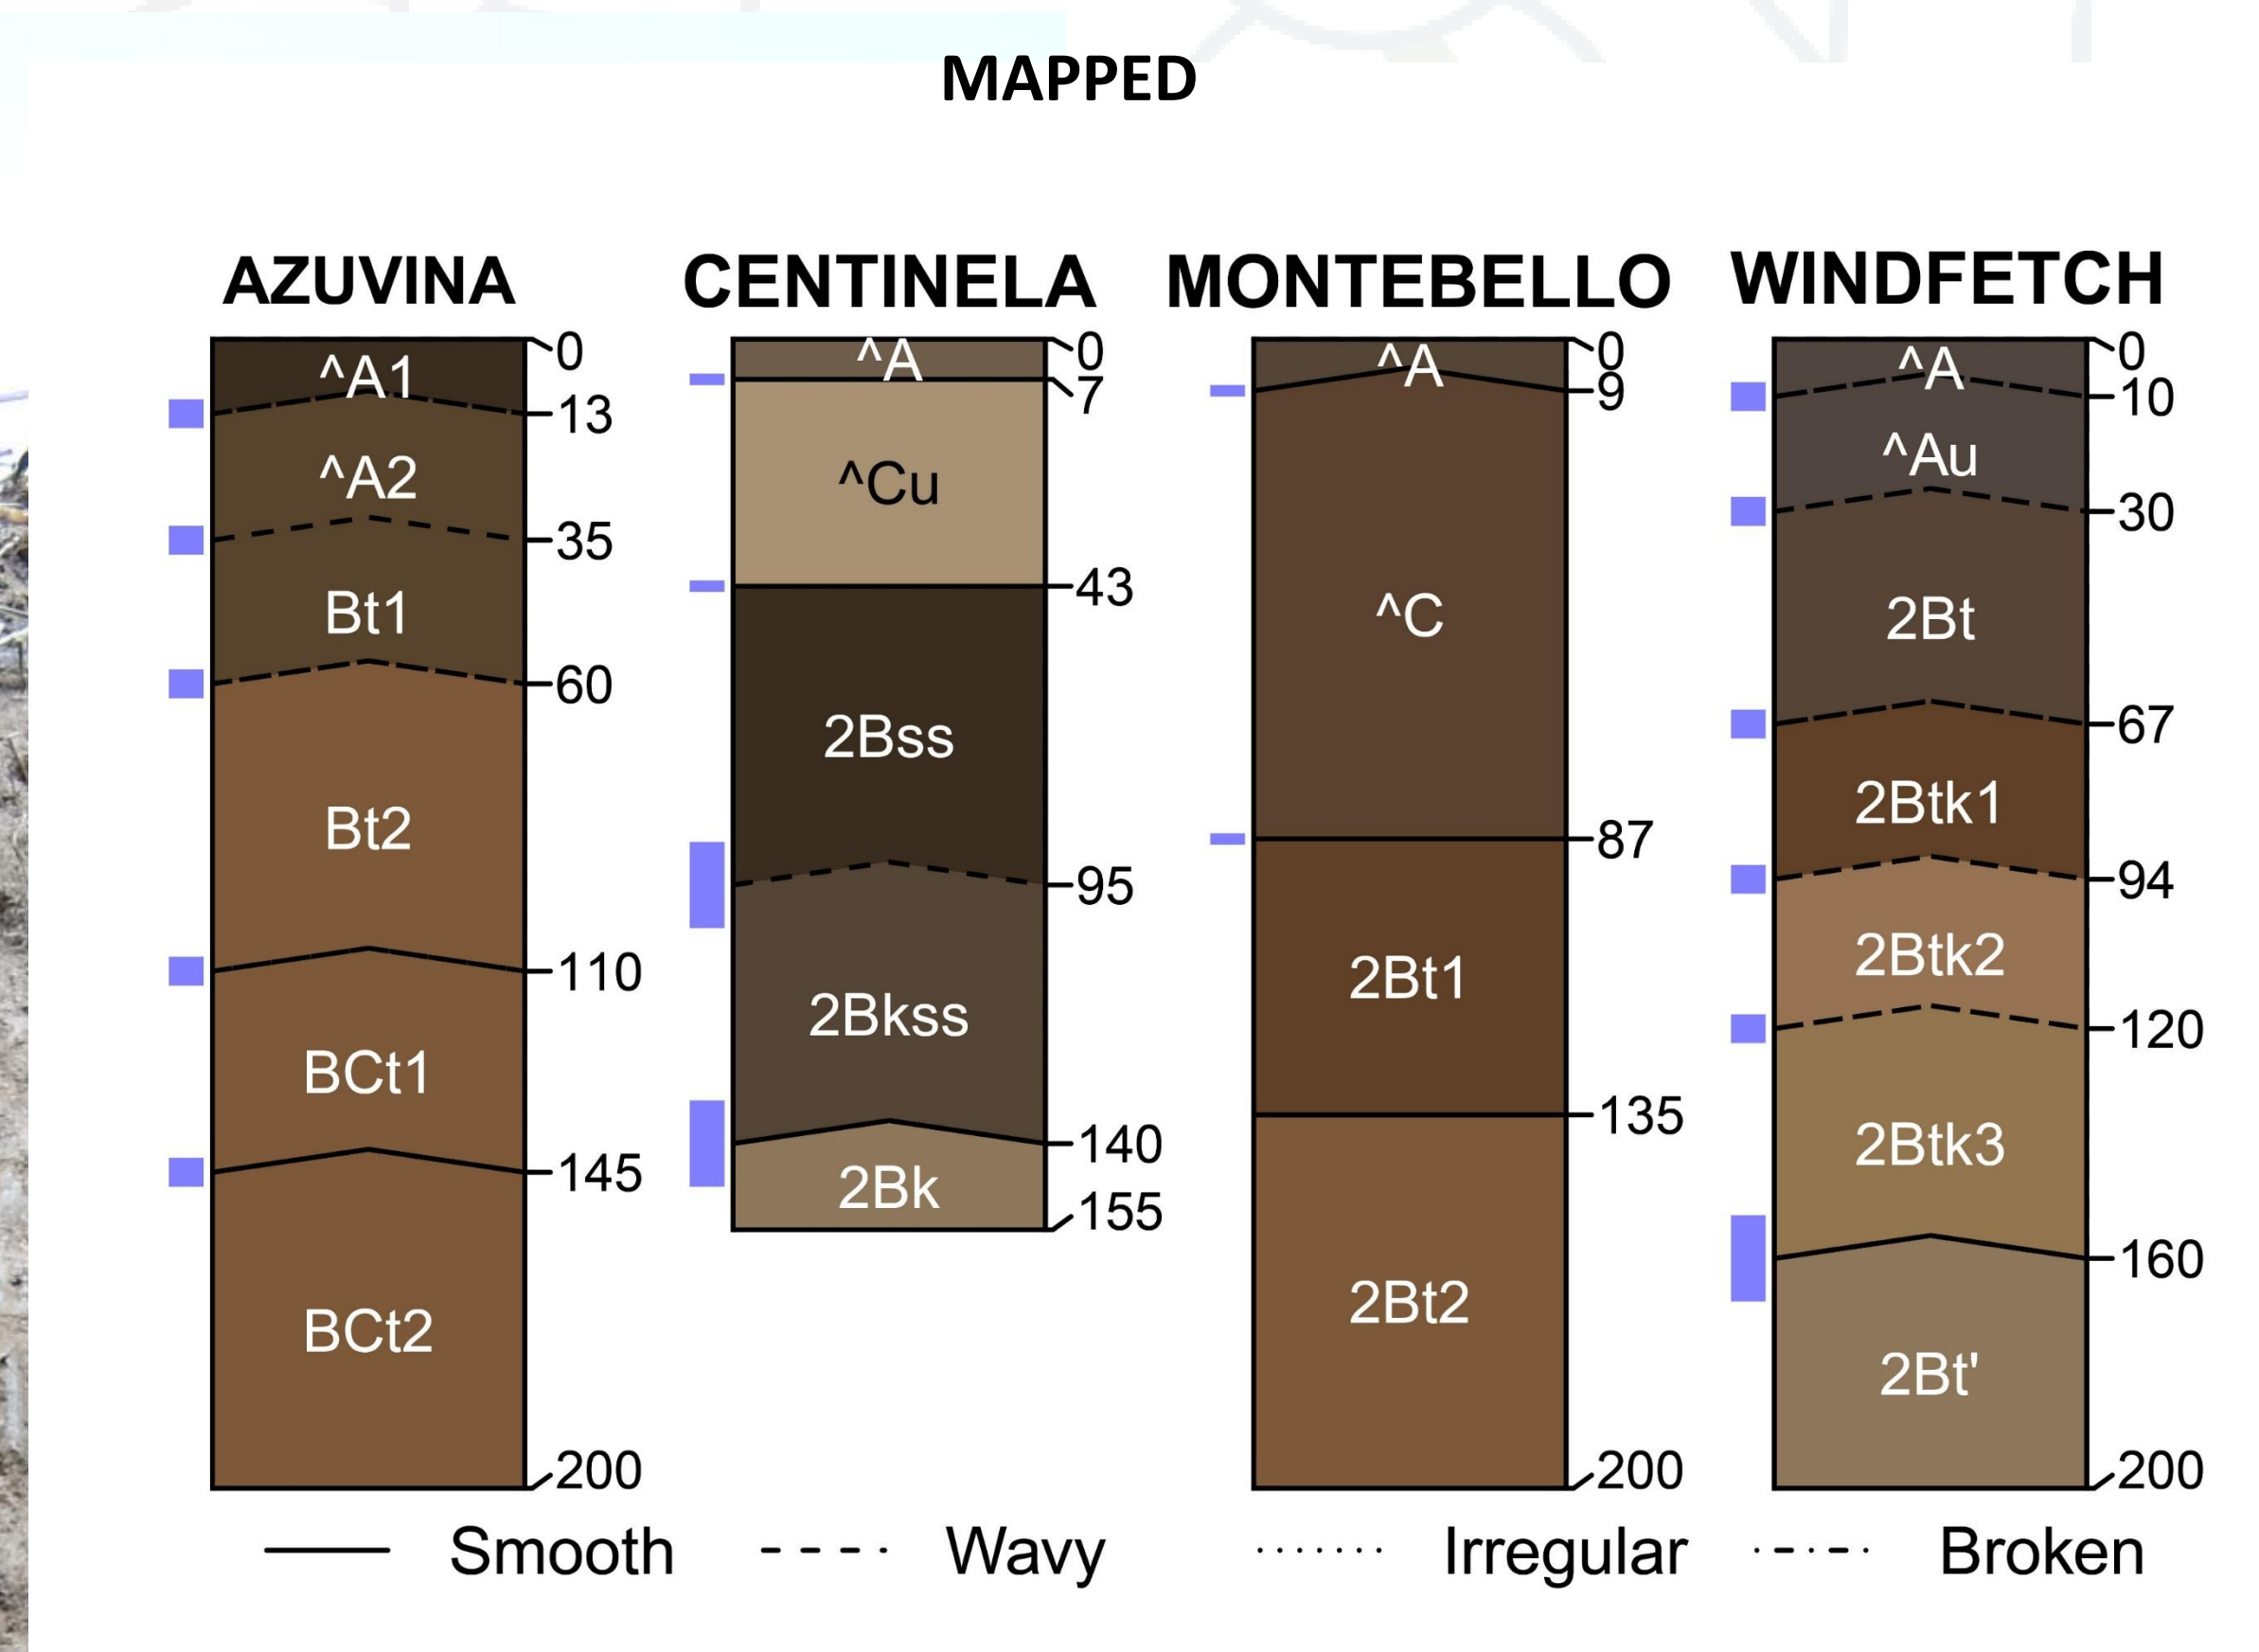 MAPPED
AZUVINA
0
^A1
13
^A2
35
Bt1
60
Bt2
110
BCt1
145
BCt2
200
CENTINELA
0
^A
7
^Cu
43
2Bss
95
2Bkss
140
2Bk
155
MONTEBELLO
0
^A
9
^C
87
2Bt1
135
2Bt2
200
WINDFETCH
0
^A
10
^Au
30
2Bt
67
2Btk1
94
2Btk2
120
2Btk3
160
2Bt'
200
Smooth Wavy Irregular Broken